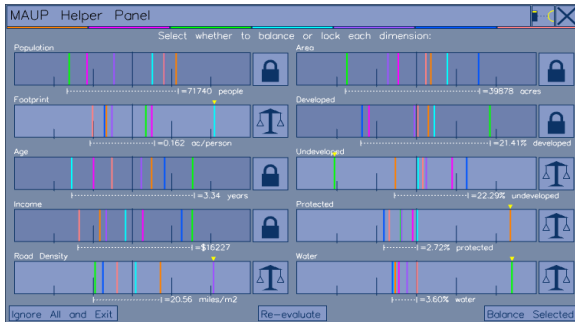 MAUP Helper Panel
Select whether to balance or lock each dimension:
Population
=71740 people
Area
=39878 acres
Footprint
=0.162 ac/person
Developed
=21.41% developed
Age
=3.34 years
Undeveloped
=22.29% undeveloped
Income
=$16227
Protected
=2.72% protected
Road Density
=20.56 miles/m2
Water
=3.60% water
Ignore All and Exit
Re-evaluate
Balance Selected